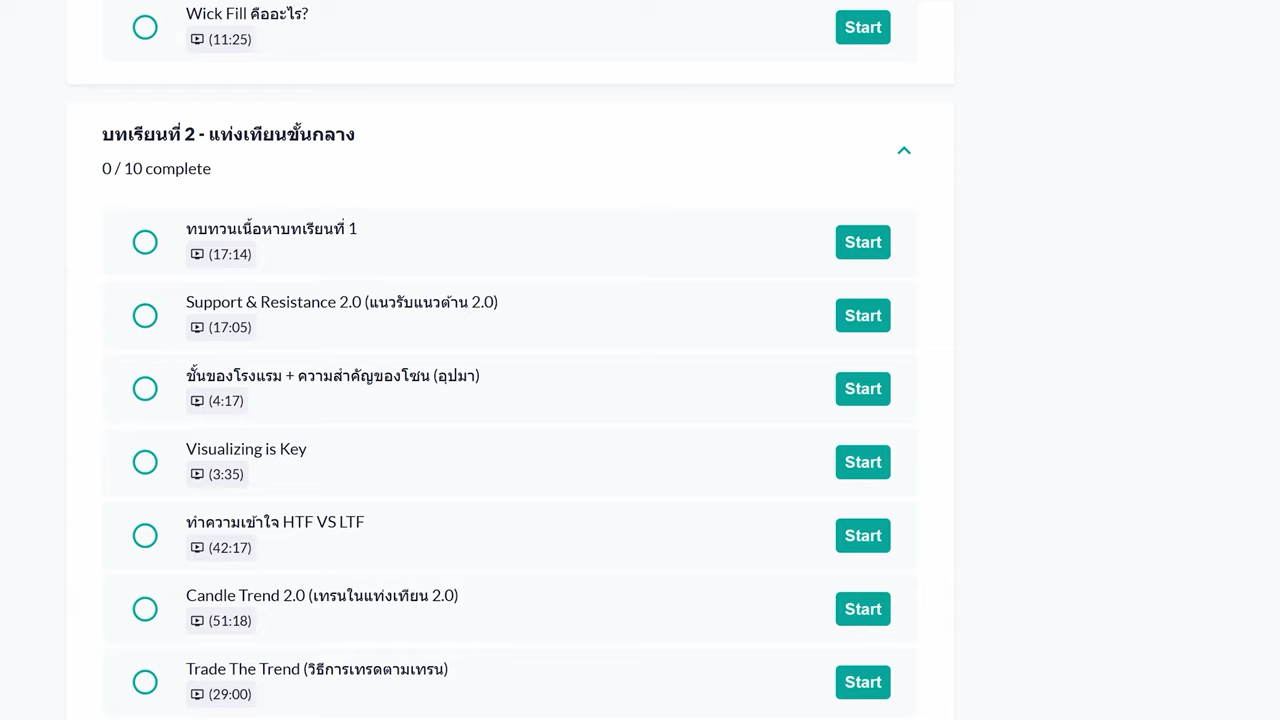 Wick Fill คืออะไร?
(11:25)
Start
บทเรียนที่ 2 - แท่งเทียนขั้นกลาง
0 / 10 complete
ทบทวนเนื้อหาบทเรียนที่ 1
(17:14)
Start
Support & Resistance 2.0 (แนวรับแนวต้าน 2.0)
(17:05)
Start
ชั้นของโรงแรม + ความสำคัญของโซน (อุปมา)
(4:17)
Start
Visualizing is Key
(3:35)
Start
ทำความเข้าใจ HTF VS LTF
(42:17)
Start
Candle Trend 2.0 (เทรนในแท่งเทียน 2.0)
(51:18)
Start
Trade The Trend (วิธีการเทรดตามเทรน)
(29:00)
Start